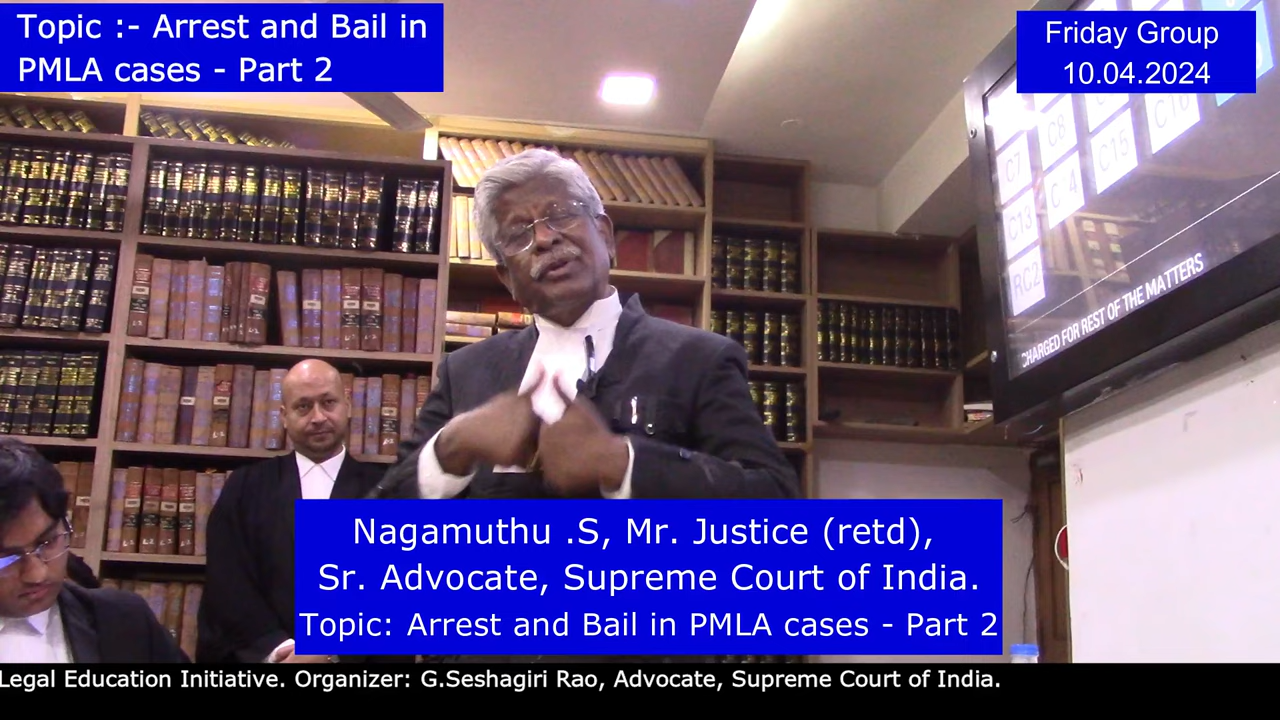 Topic :- Arrest and Bail in
PMLA cases - Part 2
Friday Group
10.04.2024
C7
C8
C13
C 4
C15
C16
RC2
CHARGED FOR REST OF THE MATTERS
Nagamuthu .S, Mr. Justice (retd),
Sr. Advocate, Supreme Court of India.
Topic: Arrest and Bail in PMLA cases - Part 2
Legal Education Initiative. Organizer: G.Seshagiri Rao, Advocate, Supreme Court of India.